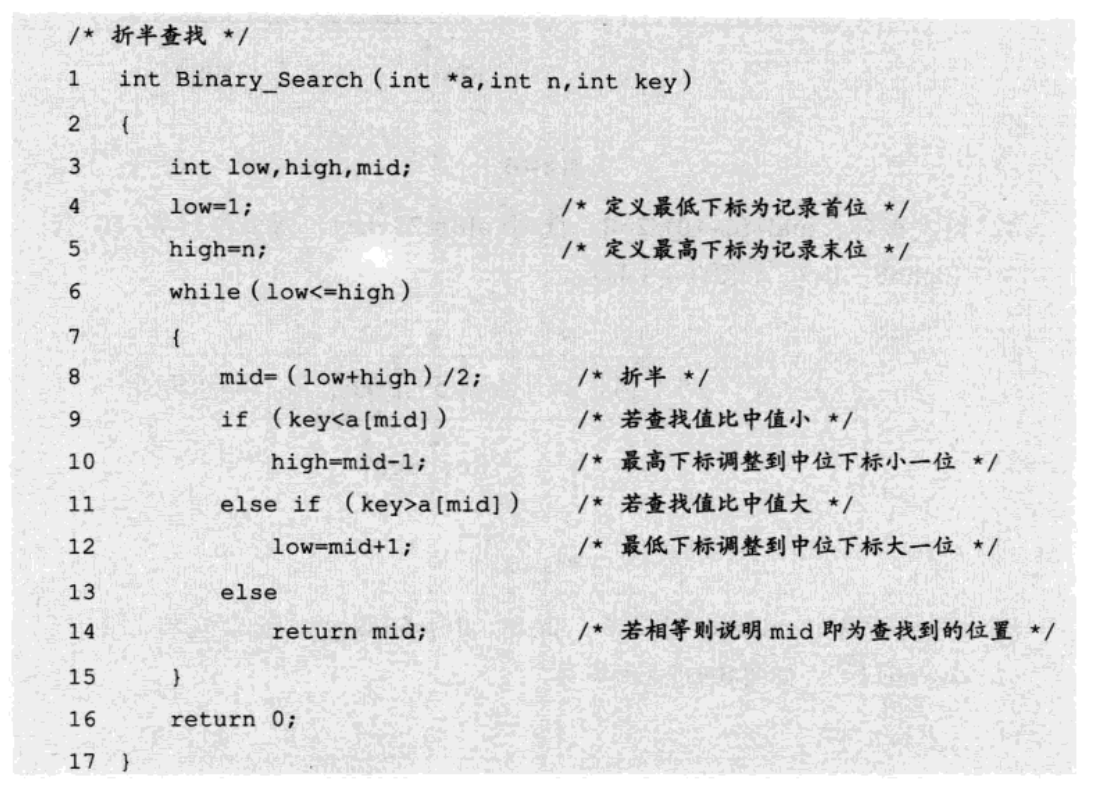 /* 折半查找 */
1 int Binary_Search(int *a,int n,int key)
2 {
3 int low,high,mid;
4 low=1; /* 定义最低下标为记录首位 */
5 high=n; /* 定义最高下标为记录末位 */
6 while(low<=high)
7 {
8 mid=(low+high)/2; /* 折半 */
9 if (key<a[mid]) /* 若查找值比中值小 */
10 high=mid-1; /* 最高下标调整到中位下标小一位 */
11 else if (key>a[mid]) /* 若查找值比中值大 */
12 low=mid+1; /* 最低下标调整到中位下标大一位 */
13 else
14 return mid; /* 若相等则说明mid即为查找到的位置 */
15 }
16 return 0;
17 }